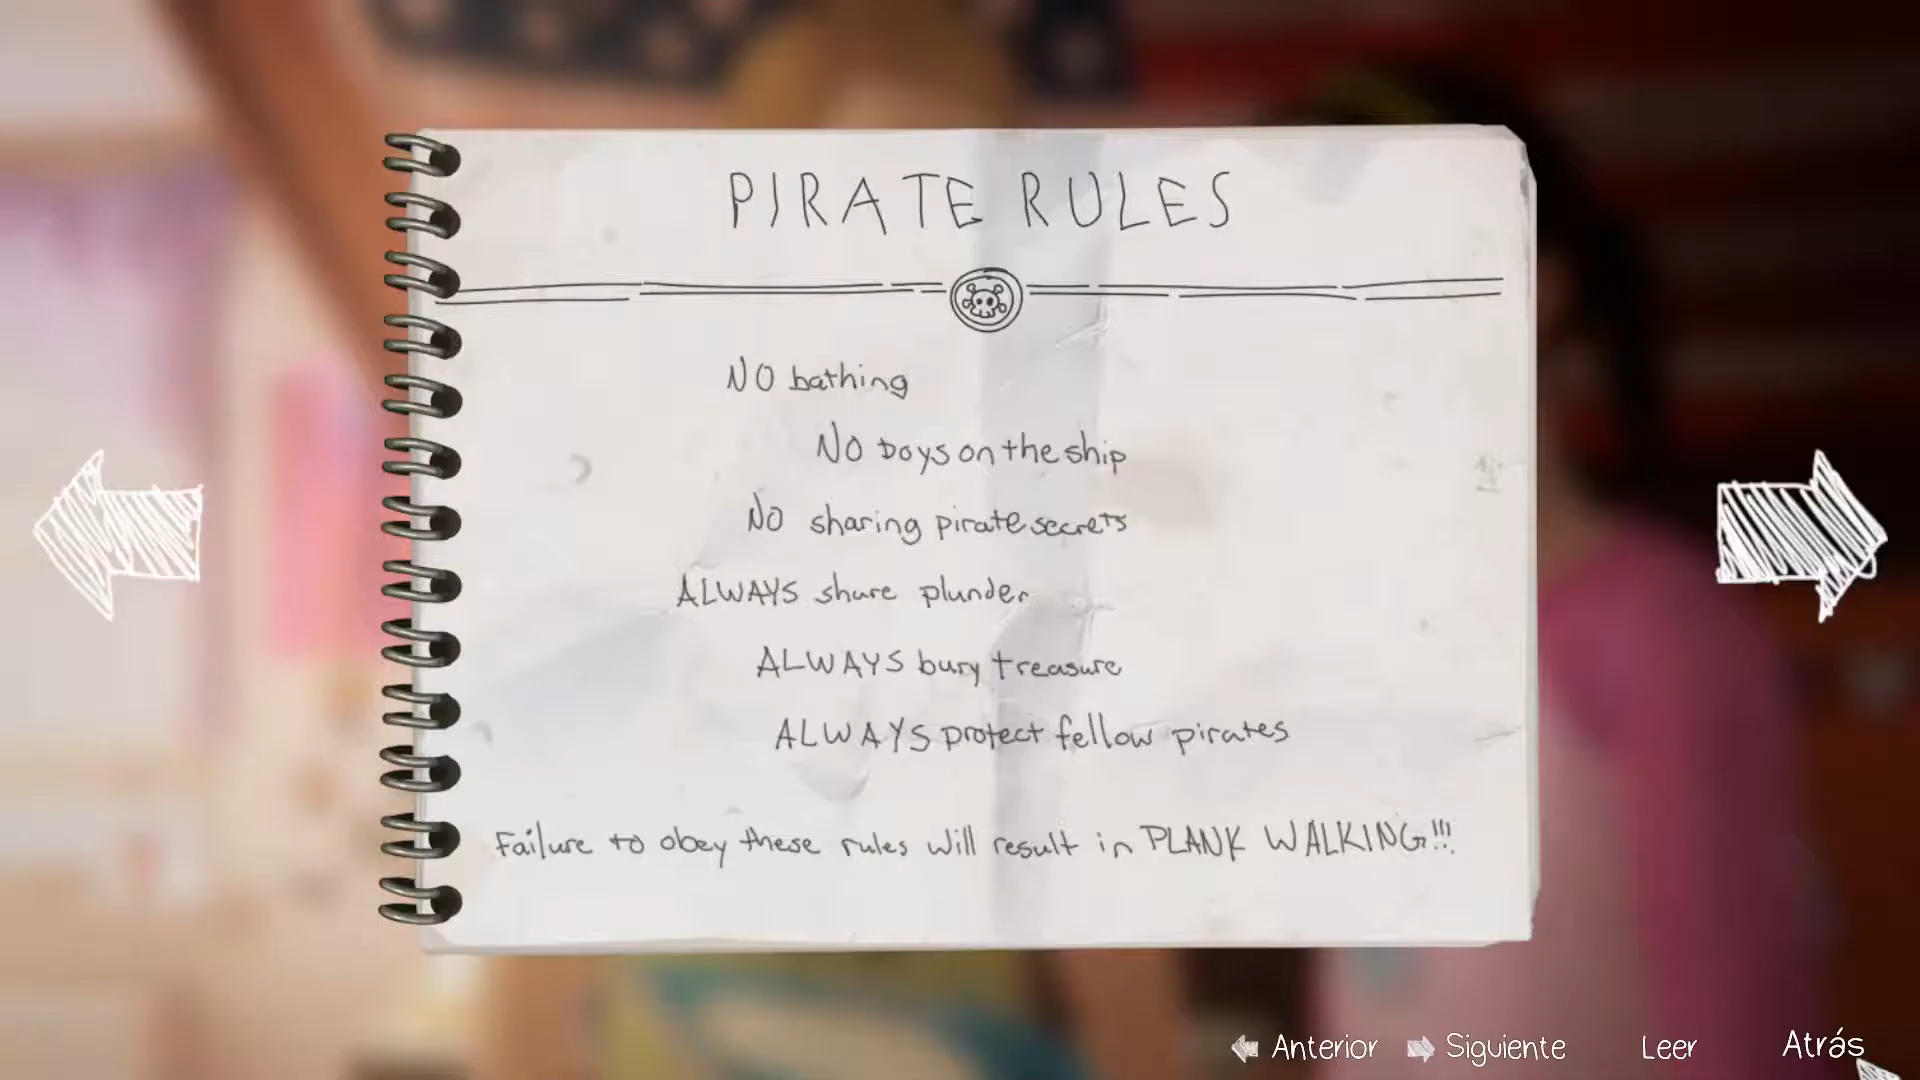 PIRATE RULES
NO bathing
NO boys on the ship
NO sharing pirate secrets
ALWAYS share plunder
ALWAYS bury treasure
ALWAYS protect fellow pirates
Failure to obey these rules will result in PLANK WALKING!!!
Anterior Siguiente Leer Atrás